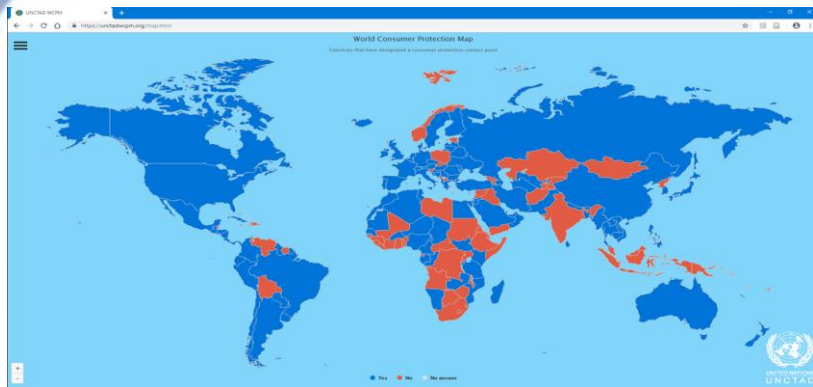 UNCTAD WCPM
https://unctadwcpm.org/map.html
World Consumer Protection Map
Countries that have designated a consumer protection contact point
Yes No No answer
UNITED NATIONS
UNCTAD